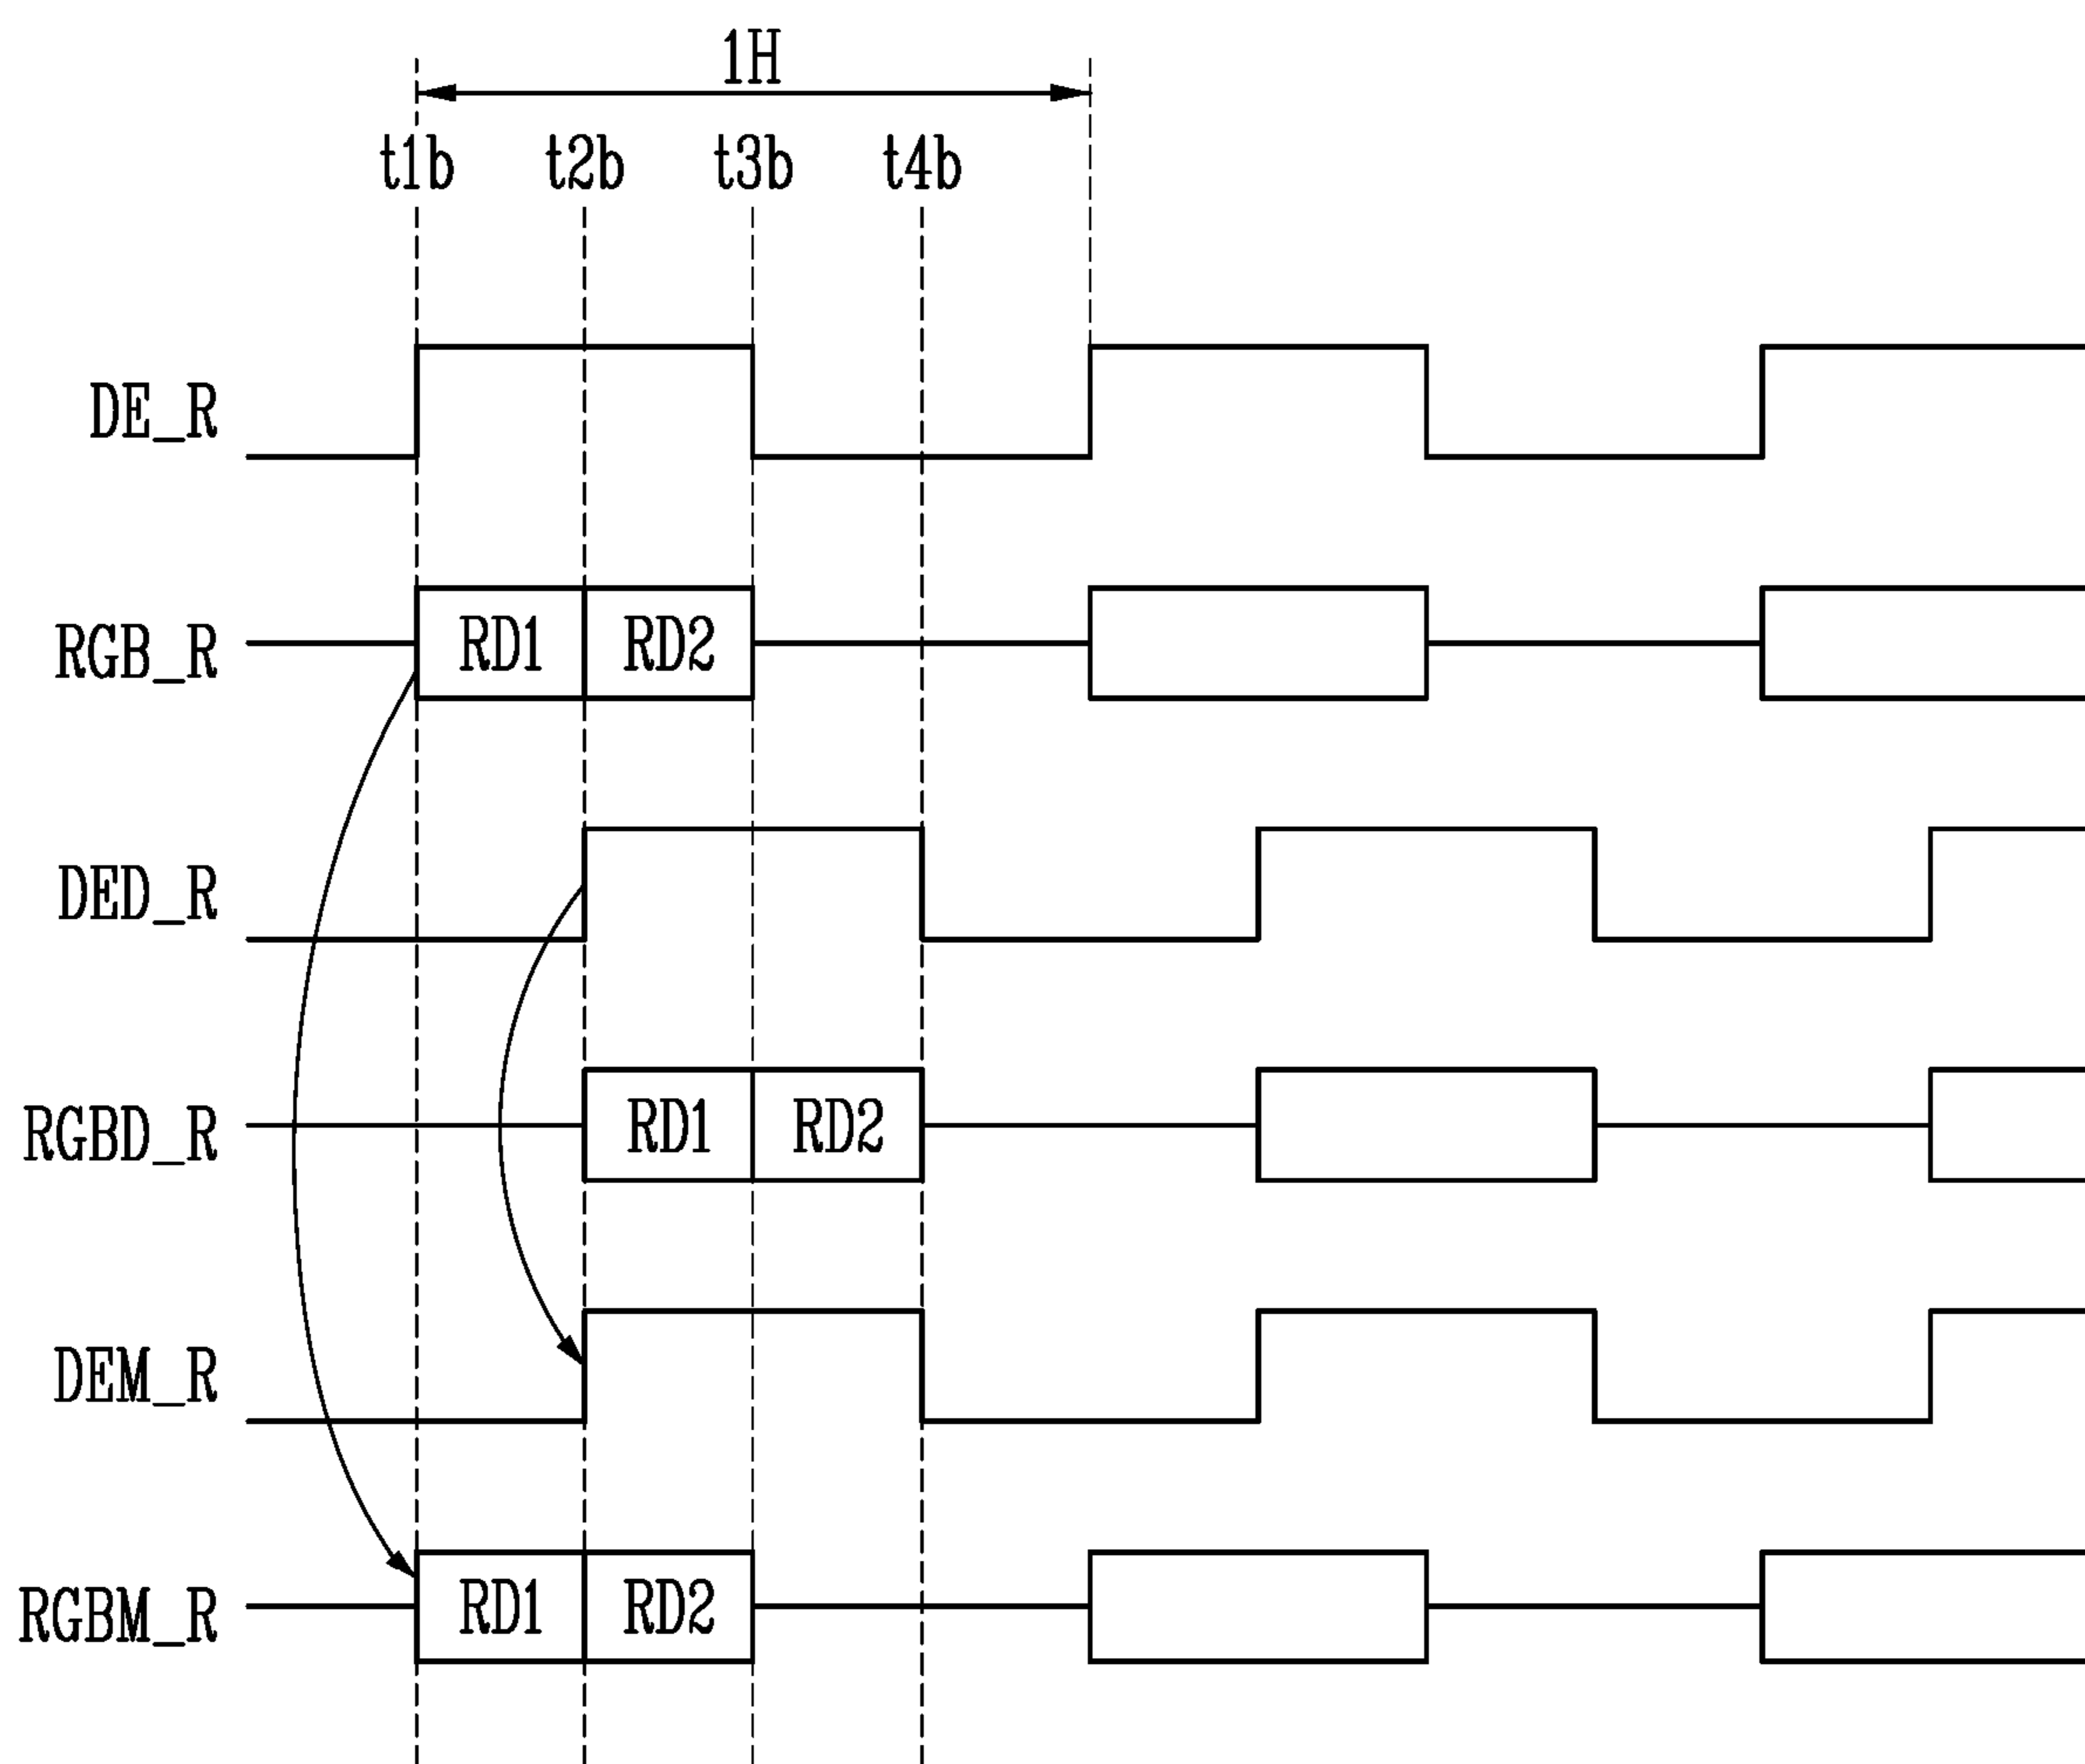 1H
t1b t2b t3b t4b
DE_R
RGB_R RD1 RD2
DED_R
RGBD_R RD1 RD2
DEM_R
RGBM_R RD1 RD2